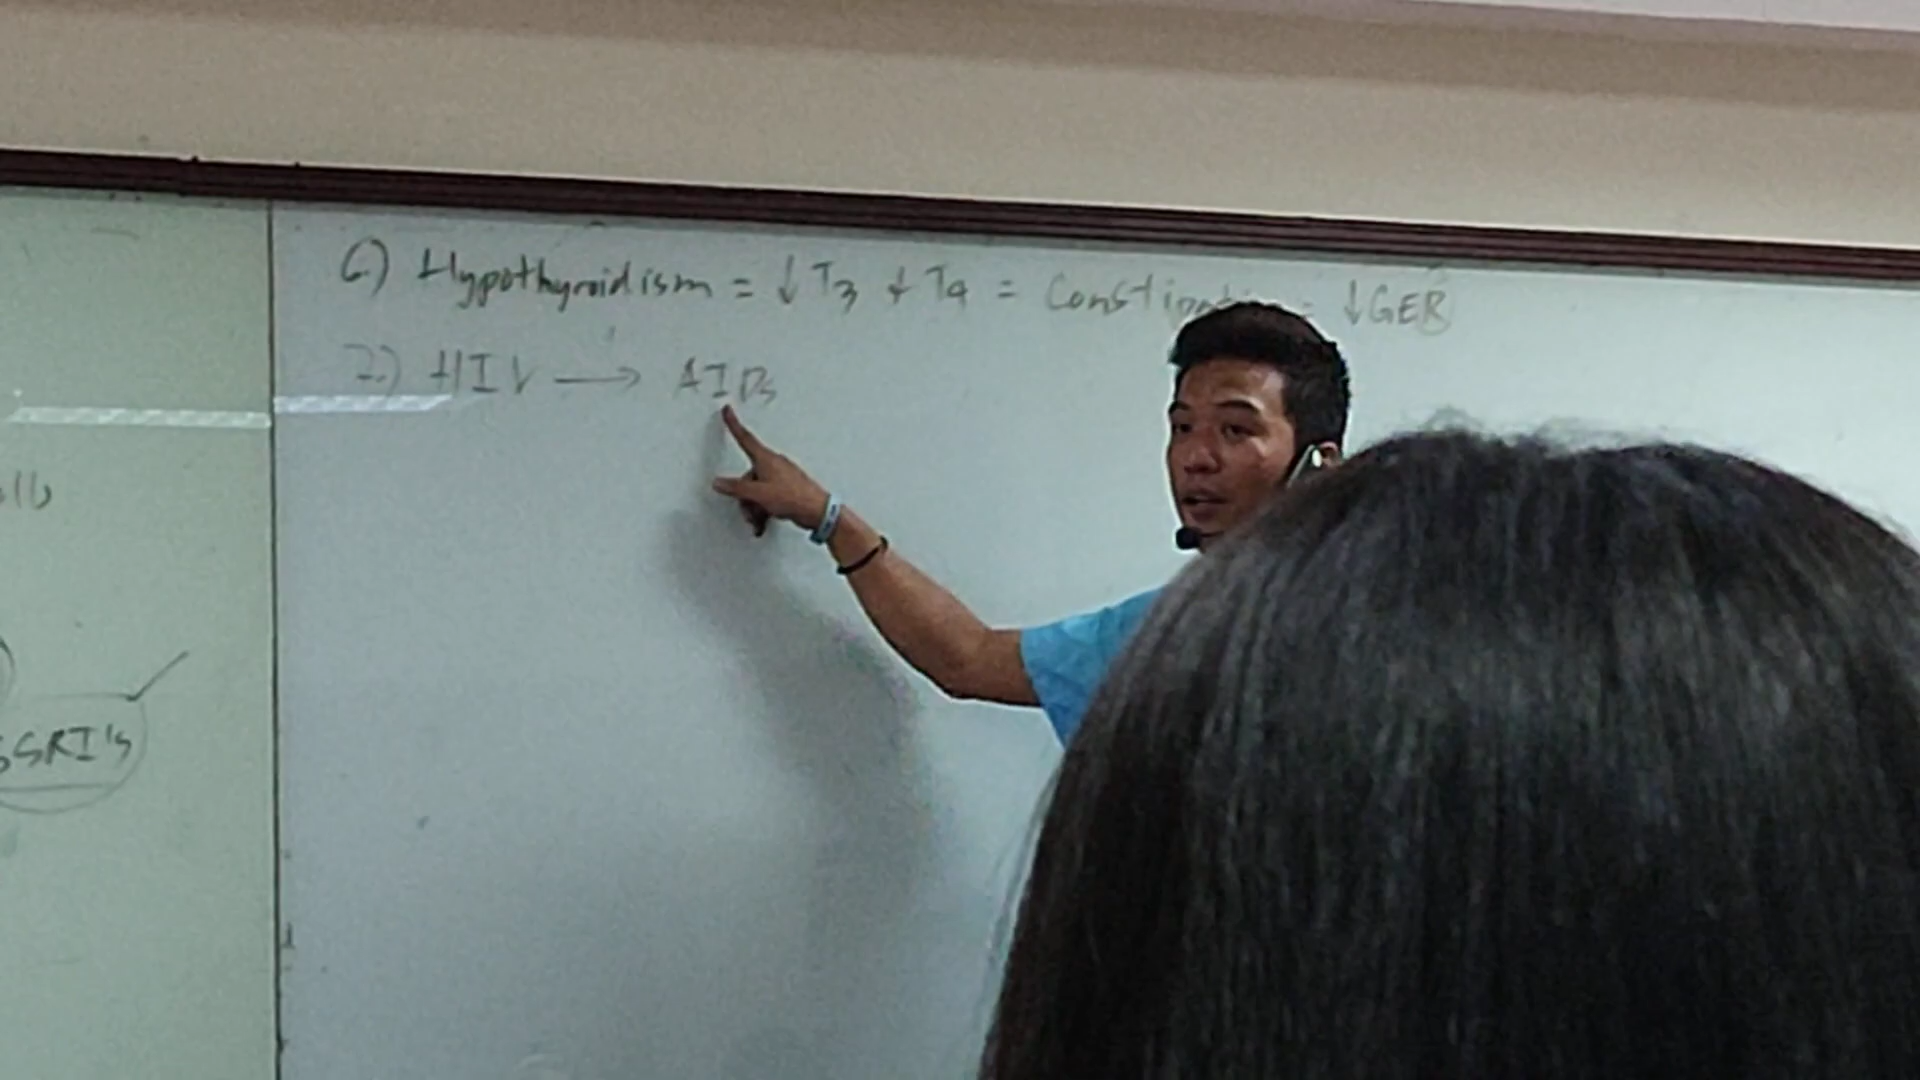 6.) Hypothyroidism = ↓ T3 ↓ T4 = Constipation = ↓GER
7.) HIV → AIDs
SSRI's